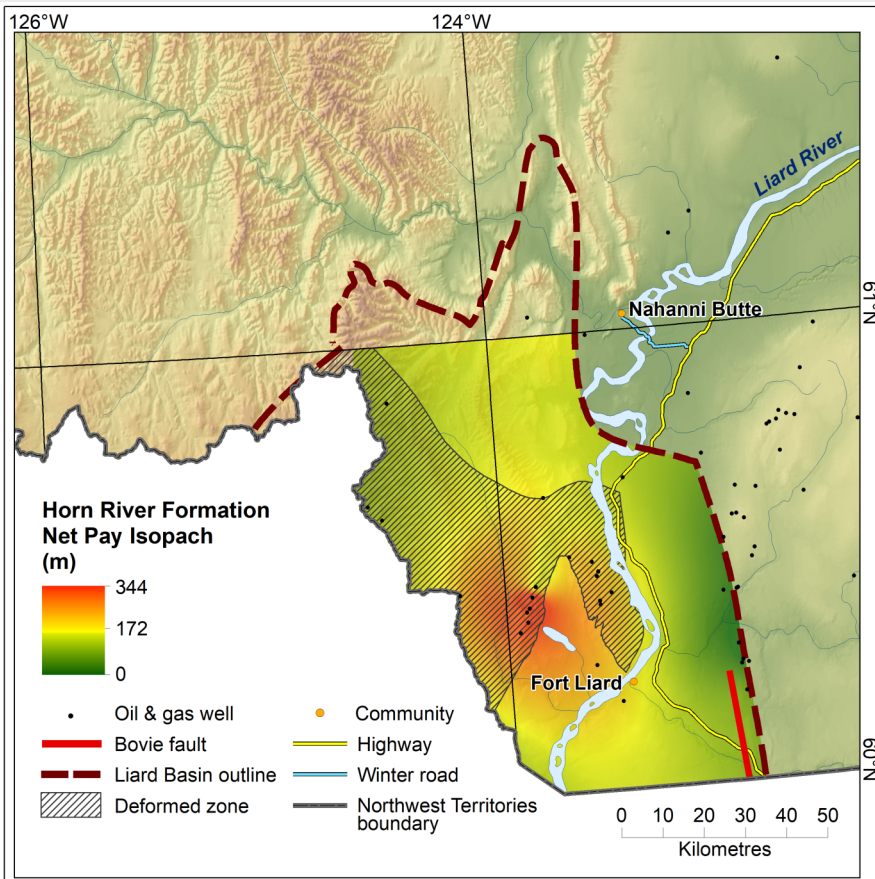 126°W
124°W
Liard River
61°N
Nahanni Butte
Horn River Formation
Net Pay Isopach
(m)
344
172
0
Fort Liard
Oil & gas well
Community
Bovie fault
Highway
Liard Basin outline
Winter road
Deformed zone
Northwest Territories
boundary
60°N
0 10 20 30 40 50
Kilometres